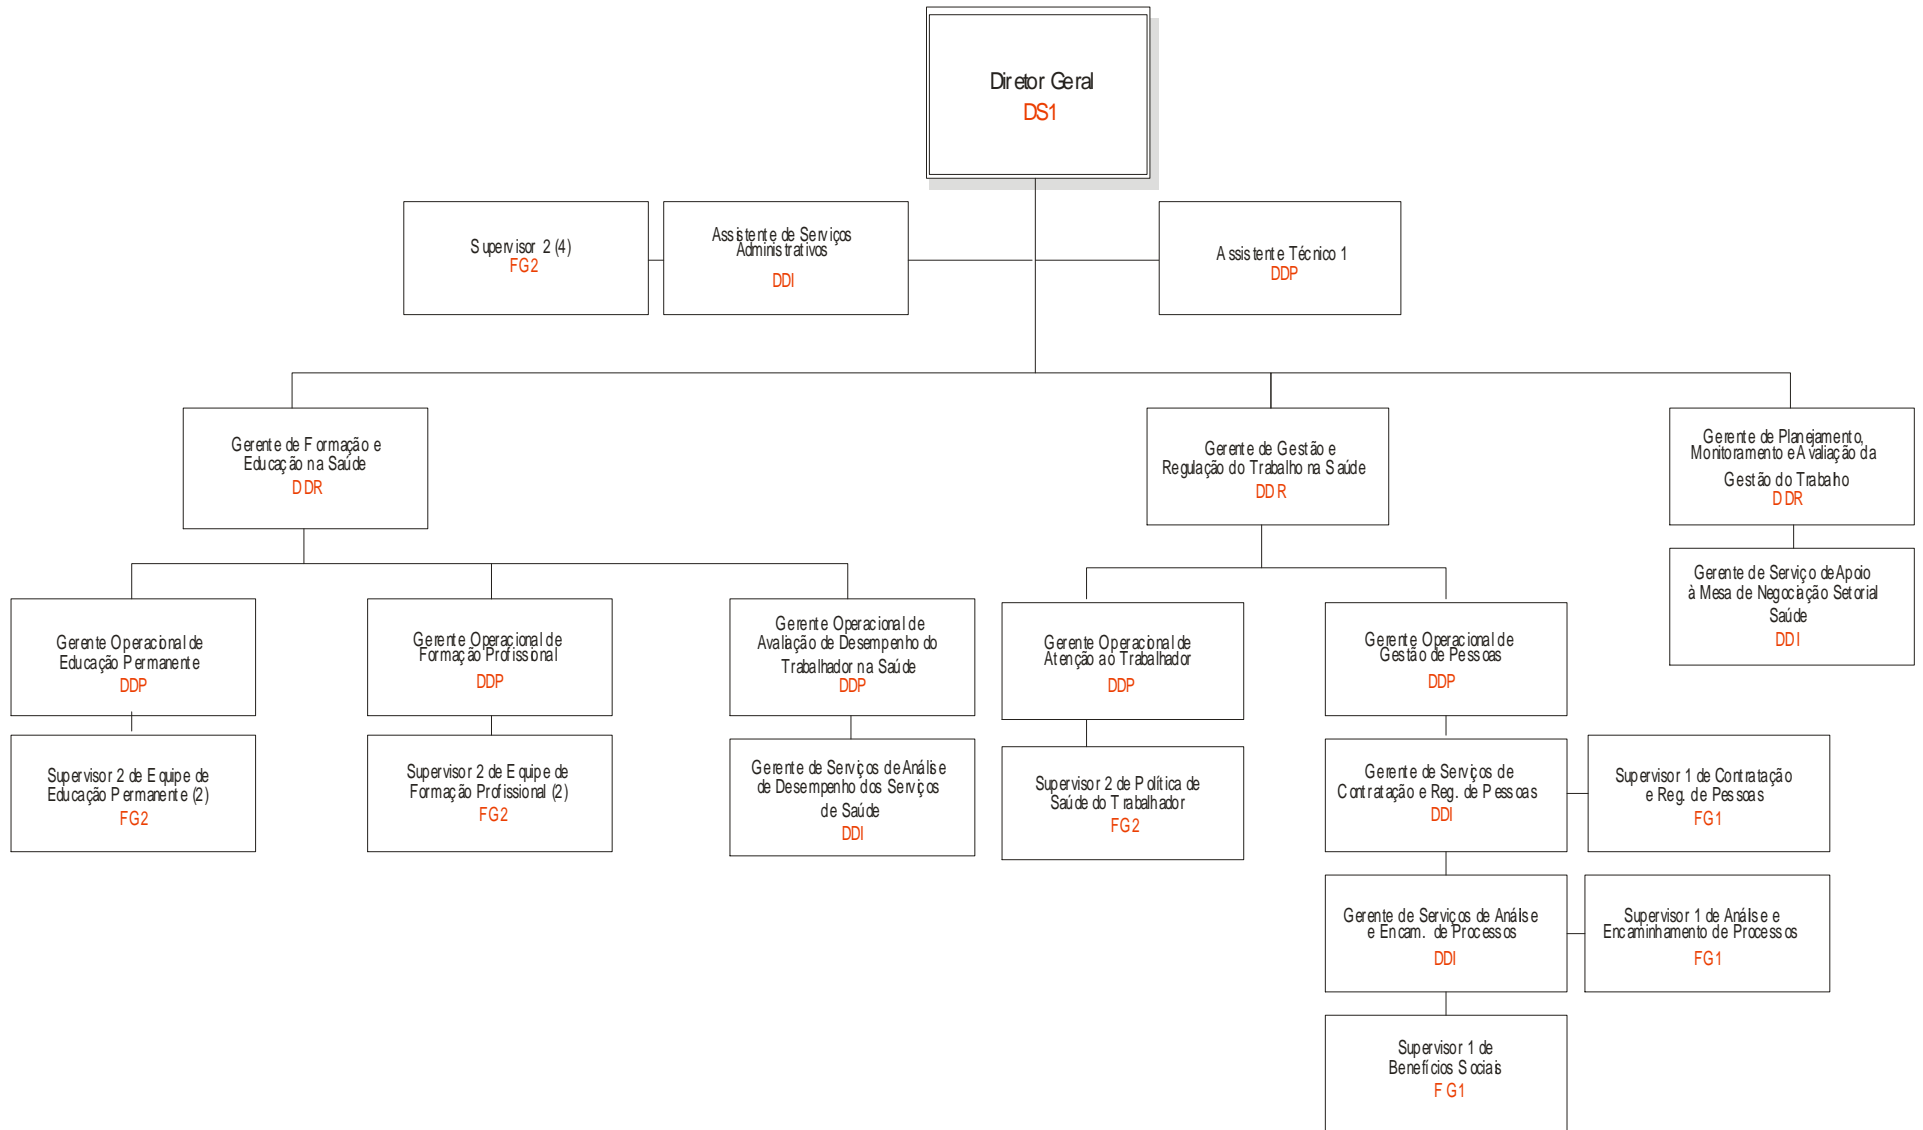 Diretor Geral
DS1
Supervisor 2 (4)
FG2
Assistente de Serviços
Administrativos
DDI
Assistente Técnico 1
DDP
Gerente de Formação e
Educação na Saúde
DDR
Gerente de Gestão e
Regulação do Trabalho na Saúde
DDR
Gerente de Planejamento,
Monitoramento e Avaliação da
Gestão do Trabaho
DDR
Gerente de Serviço de Apoio
à Mesa de Negociação Setorial
Saúde
DDI
Gerente Operacional de
Educação Permanente
DDP
Gerente Operacional de
Formação Profissional
DDP
Gerente Operacional de
Avaliação de Desempenho do
Trabalhador na Saúde
DDP
Gerente Operacional de
Atenção ao Trabalhador
DDP
Gerente Operacional de
Gestão de Pessoas
DDP
Supervisor 2 de Equipe de
Educação Permanente (2)
FG2
Supervisor 2 de Equipe de
Formação Profissional (2)
FG2
Gerente de Serviços de Análise
de Desempenho dos Serviços
de Saúde
DDI
Supervisor 2 de Política de
Saúde do Trabalhador
FG2
Gerente de Serviços de
Contratação e Reg. de Pessoas
DDI
Supervisor 1 de Contratação
e Reg. de Pessoas
FG1
Gerente de Serviços de Análise
e Encam. de Processos
DDI
Supervisor 1 de Análise e
Encaminhamento de Processos
FG1
Supervisor 1 de
Benefícios Sociais
FG1